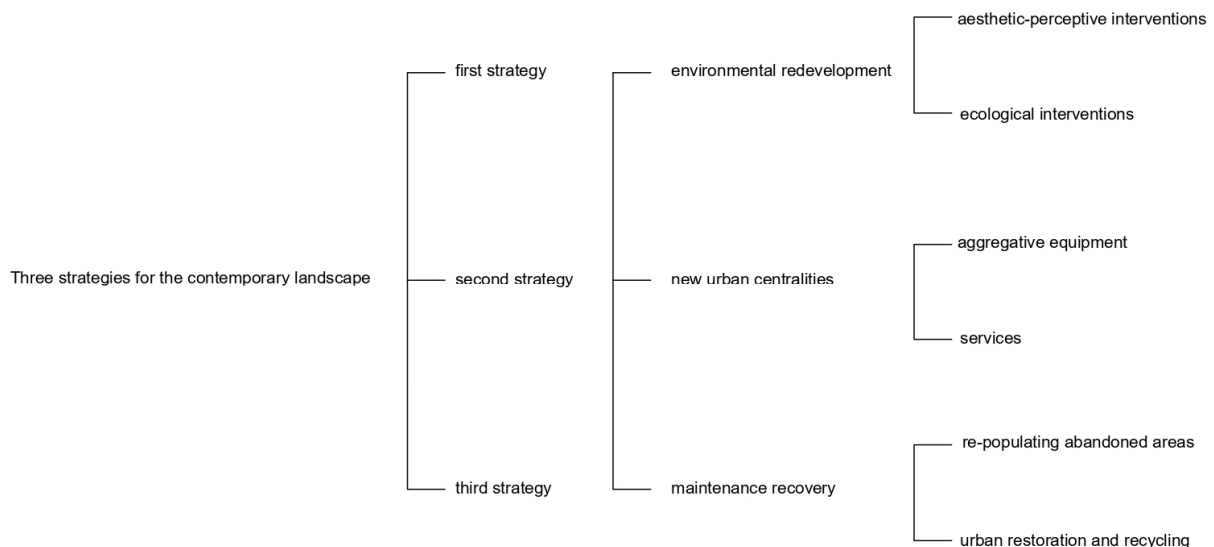 aesthetic-perceptive interventions
first strategy
environmental redevelopment
ecological interventions
aggregative equipment
Three strategies for the contemporary landscape
second strategy
new urban centralities
services
re-populating abandoned areas
third strategy
maintenance recovery
urban restoration and recycling